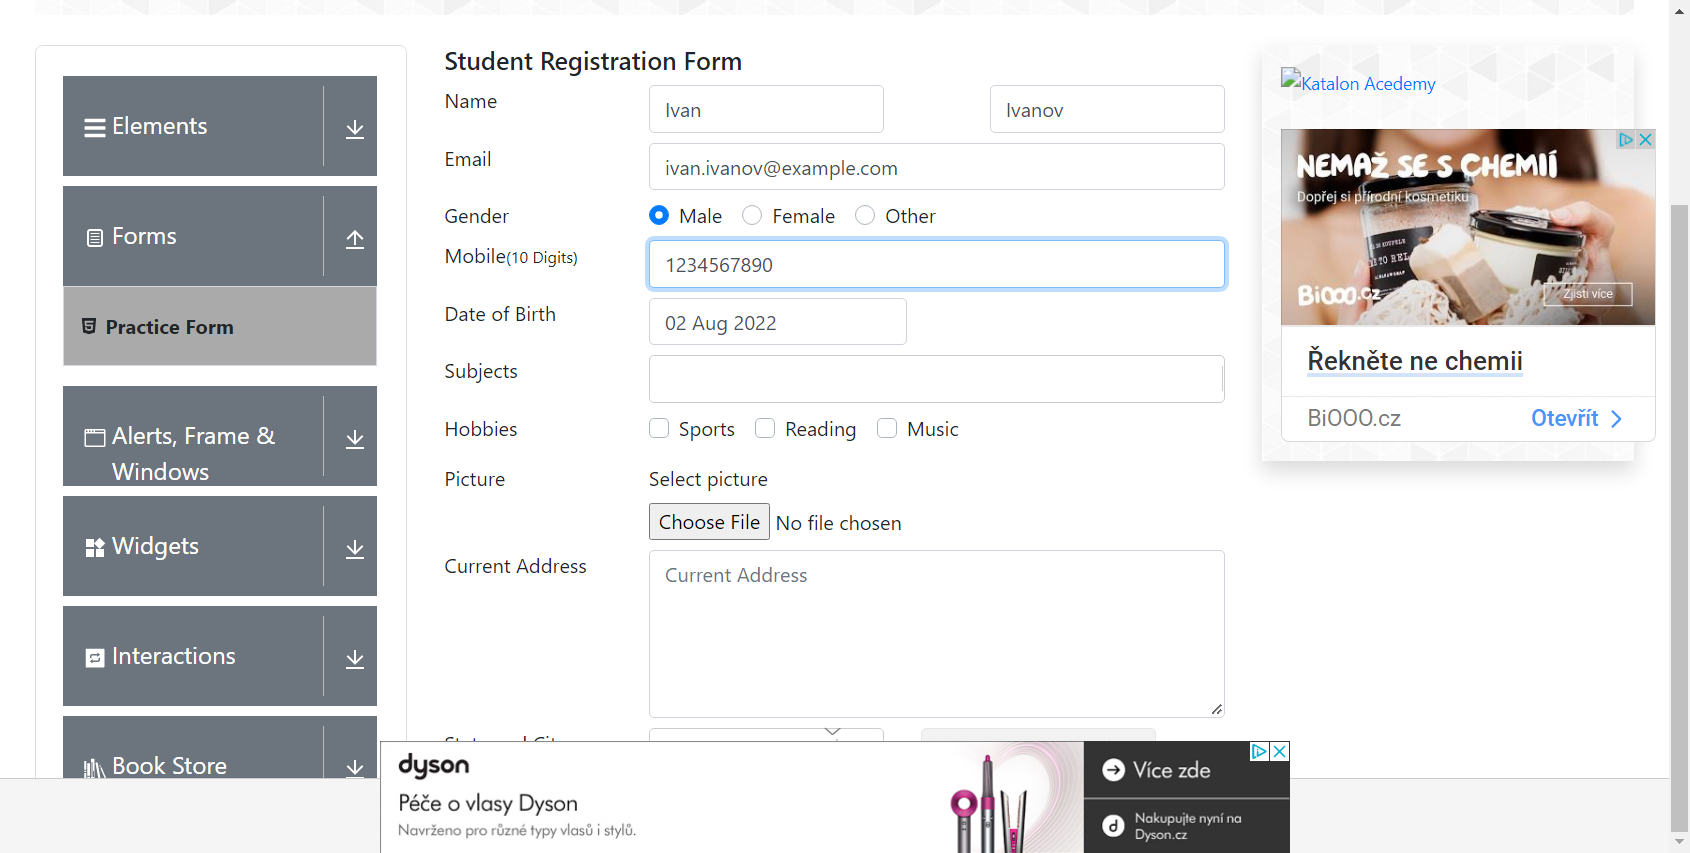 Elements
Forms
Practice Form
Alerts, Frame &
Windows
Widgets
Interactions
Book Store
Student Registration Form
Name
Ivan
Ivanov
Email
ivan.ivanov@example.com
Gender
Male
Female
Other
Mobile(10 Digits)
1234567890
Date of Birth
02 Aug 2022
Subjects
Hobbies
Sports
Reading
Music
Picture
Select picture
Choose File No file chosen
Current Address
Current Address
Katalon Acedemy
NEMAŽ SE S CHEMIÍ
Dopřej si přírodní kosmetiku
BiOOO.cz
Zjisti více
Řekněte ne chemii
BiOOO.cz
Otevřít
dyson
Péče o vlasy Dyson
Navrženo pro různé typy vlasů i stylů.
Více zde
Nakupujte nyní na
Dyson.cz